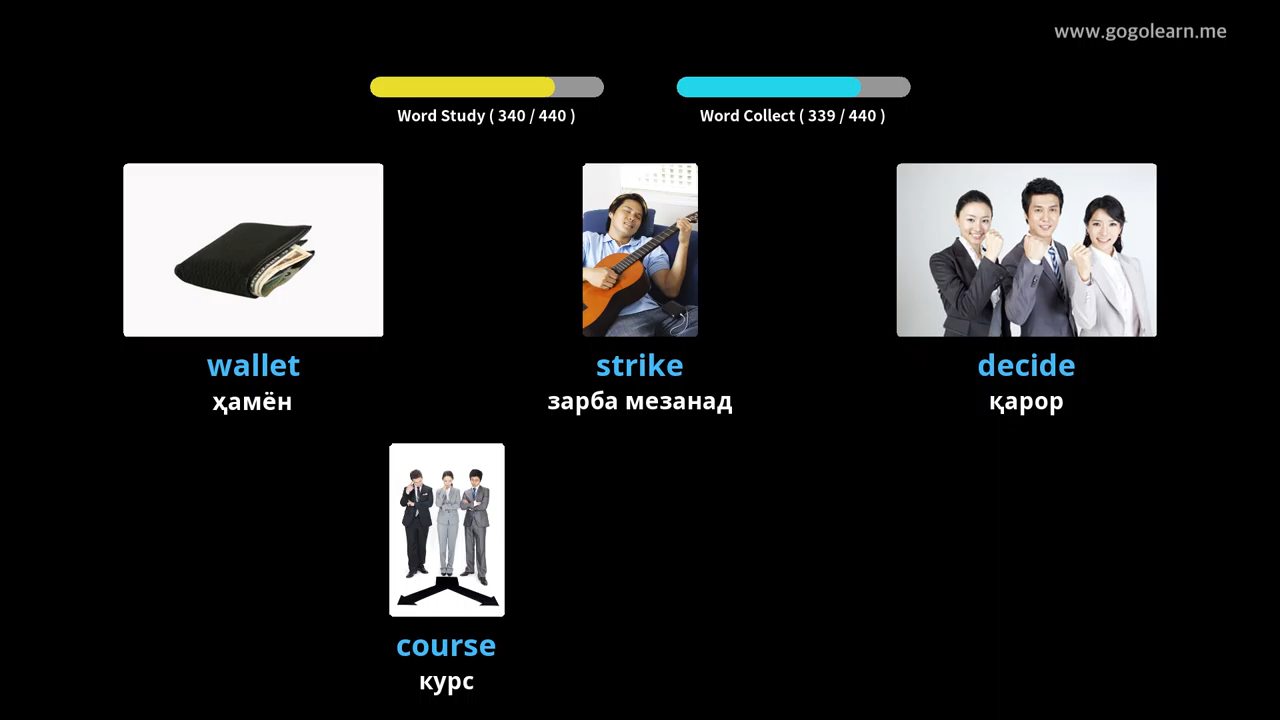 www.gogolearn.me
Word Study ( 340 / 440 )
Word Collect ( 339 / 440 )
wallet
ҳамён
strike
зарба мезанад
decide
қарор
course
курс